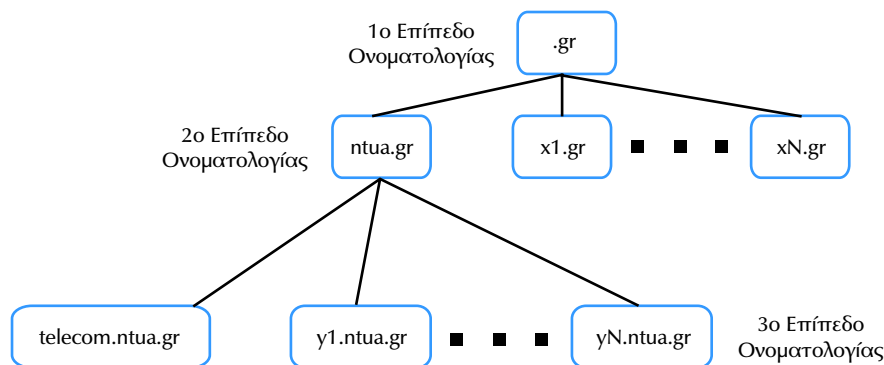 1ο Επίπεδο
Ονοματολογίας
.gr
2ο Επίπεδο
Ονοματολογίας
ntua.gr
x1.gr
xN.gr
telecom.ntua.gr
y1.ntua.gr
yN.ntua.gr
3ο Επίπεδο
Ονοματολογίας